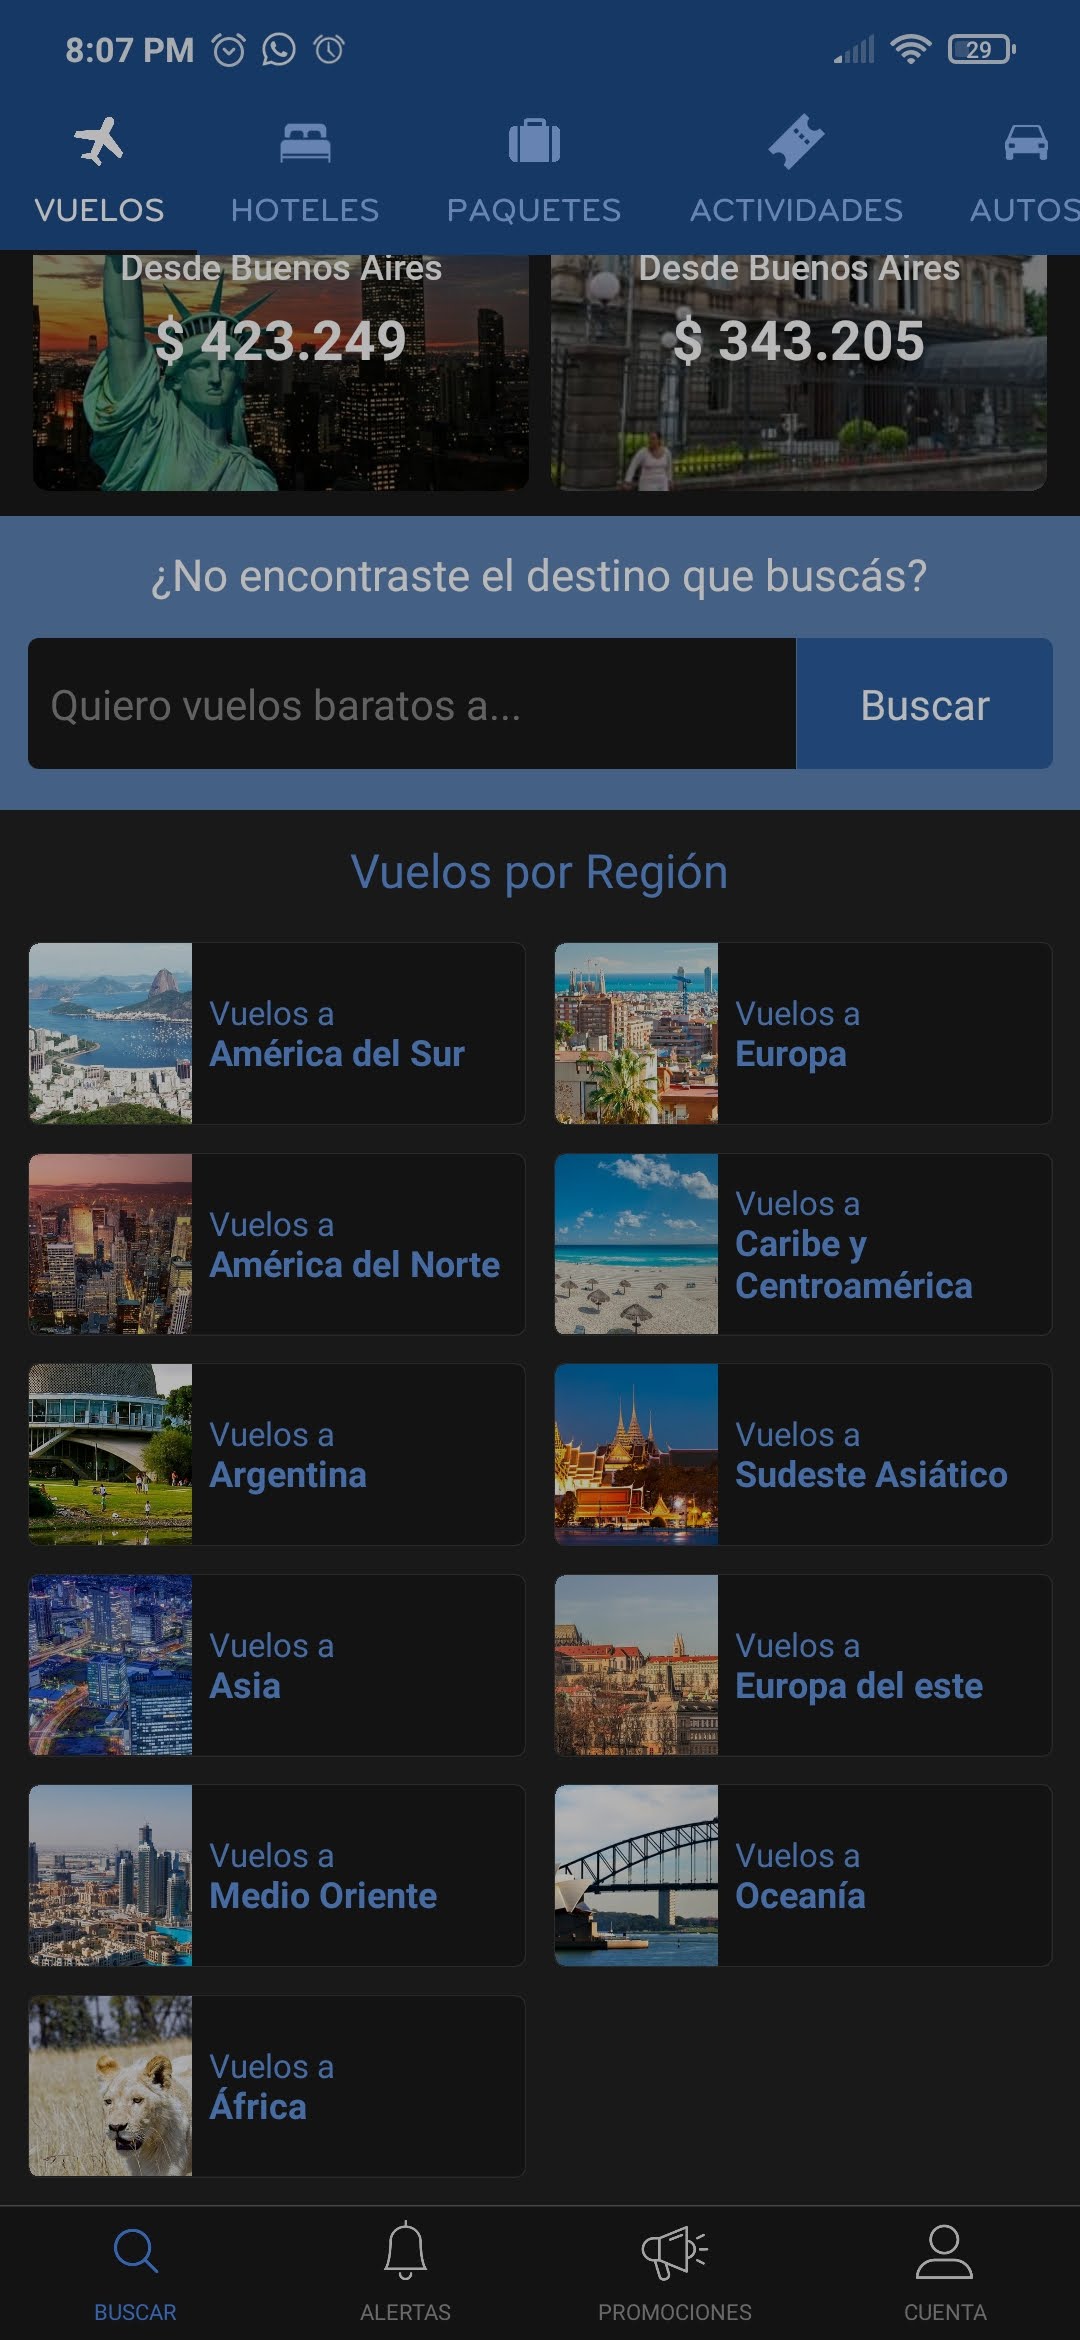 8:07 PM
29
VUELOS
HOTELES
PAQUETES
ACTIVIDADES
AUTOS
Desde Buenos Aires
$ 423.249
Desde Buenos Aires
$ 343.205
¿No encontraste el destino que buscás?
Quiero vuelos baratos a...
Buscar
Vuelos por Región
Vuelos a
América del Sur
Vuelos a
Europa
Vuelos a
América del Norte
Vuelos a
Caribe y
Centroamérica
Vuelos a
Argentina
Vuelos a
Sudeste Asiático
Vuelos a
Asia
Vuelos a
Europa del este
Vuelos a
Medio Oriente
Vuelos a
Oceanía
Vuelos a
África
BUSCAR
ALERTAS
PROMOCIONES
CUENTA